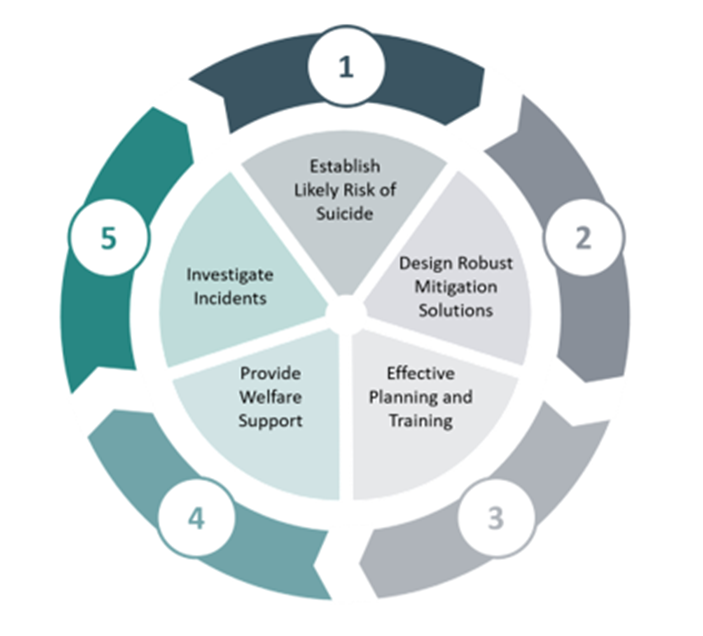 1
Establish
Likely Risk of
Suicide
2
Design Robust
Mitigation
Solutions
3
Effective
Planning and
Training
4
Provide
Welfare
Support
5
Investigate
Incidents